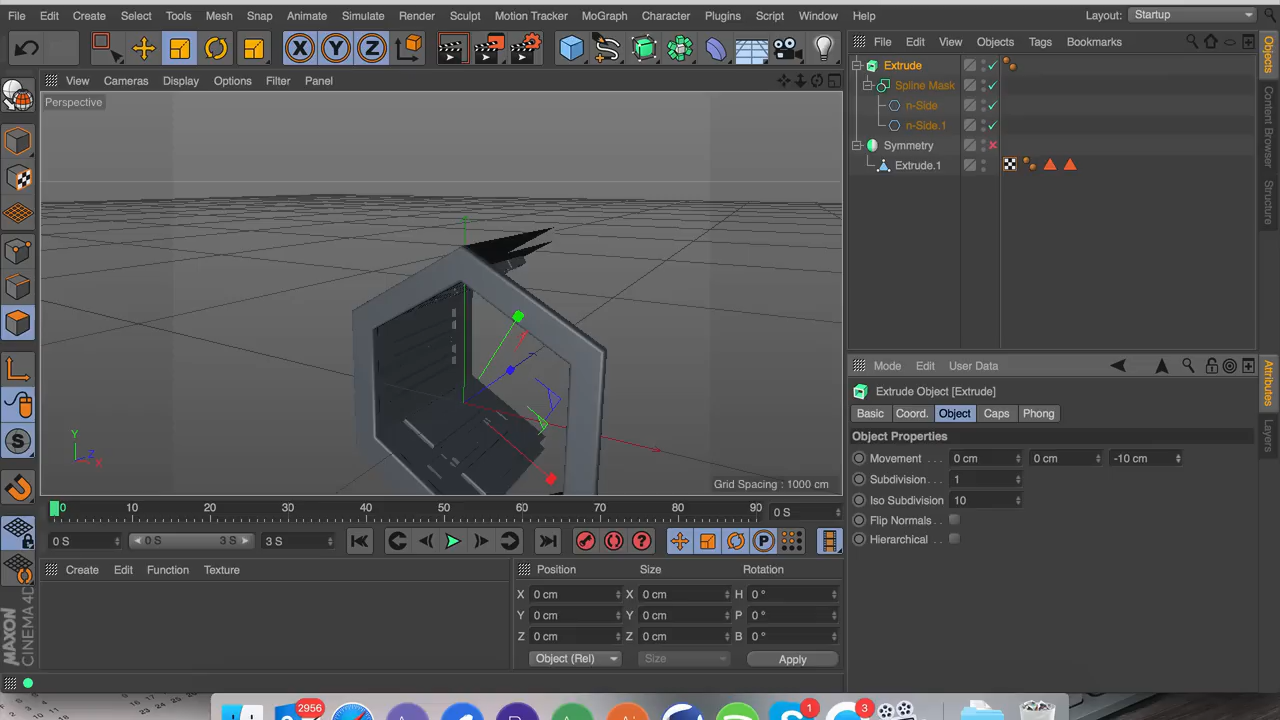 File Edit Create Select Tools Mesh Snap Animate Simulate Render Sculpt Motion Tracker MoGraph Character Plugins Script Window Help Layout: Startup
X Y Z
File Edit View Objects Tags Bookmarks
View Cameras Display Options Filter Panel
Perspective
Extrude
Spline Mask
n-Side
n-Side.1
Symmetry
Extrude.1
Objects
Content Browser
Structure
Y
Z
X
Grid Spacing : 1000 cm
Mode Edit User Data
Extrude Object [Extrude]
Basic Coord. Object Caps Phong
Object Properties
Movement . . . 0 cm 0 cm -10 cm
Subdivision . 1
Iso Subdivision 10
Flip Normals .
Hierarchical .
Attributes
Layers
S
0 10 20 30 40 50 60 70 80 90 0 S
0 S 0 S 3 S 3 S
? P
Create Edit Function Texture
Position Size Rotation
X 0 cm X 0 cm H 0 °
Y 0 cm Y 0 cm P 0 °
Z 0 cm Z 0 cm B 0 °
Object (Rel) Size Apply
MAXON
CINEMA 4D
2956 1 3